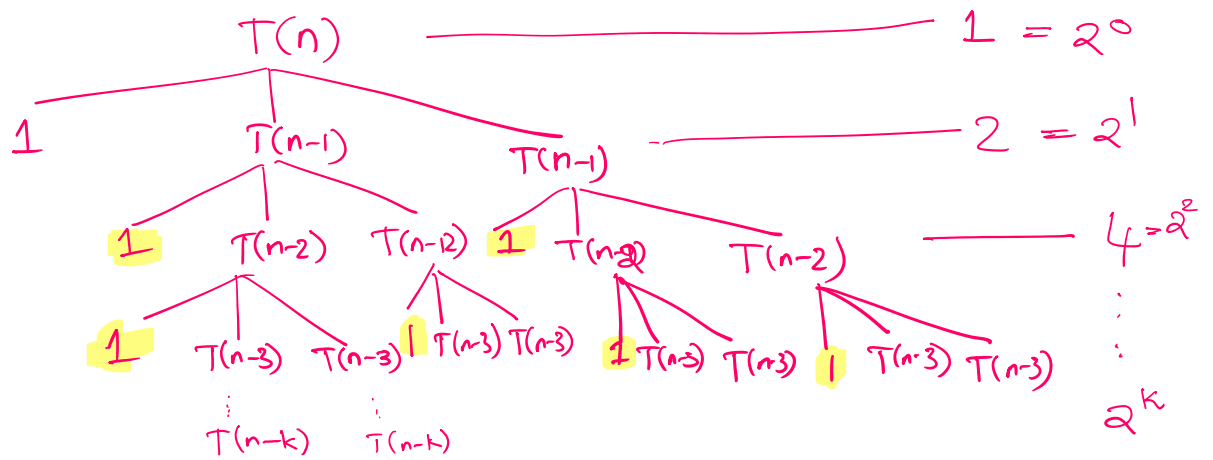 T(n) 1 = 2⁰
1 T(n-1) T(n-1) 2 = 2¹
1 T(n-2) T(n-12) 1 T(n-2) T(n-2) 4=2²
1 T(n-3) T(n-3) 1 T(n-3) T(n-3) 1 T(n-3) T(n-3) 1 T(n-3) T(n-3)
T(n-k) T(n-k) 2ᵏ